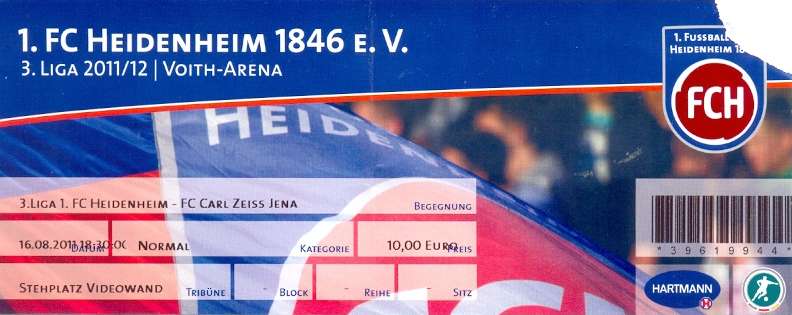 1. FC HEIDENHEIM 1846 E. V.
3. LIGA 2011/12 | VOITH-ARENA
1. FUSSBALL
HEIDENHEIM 18
FCH
HEIDENHEIM
3.LIGA 1. FC HEIDENHEIM - FC CARL ZEISS JENA BEGEGNUNG
16.08.2011 18:30:00 DATUM NORMAL KATEGORIE 10,00 EURO PREIS
STEHPLATZ VIDEOWAND TRIBÜNE - BLOCK - REIHE - SITZ
*39619944*
HARTMANN